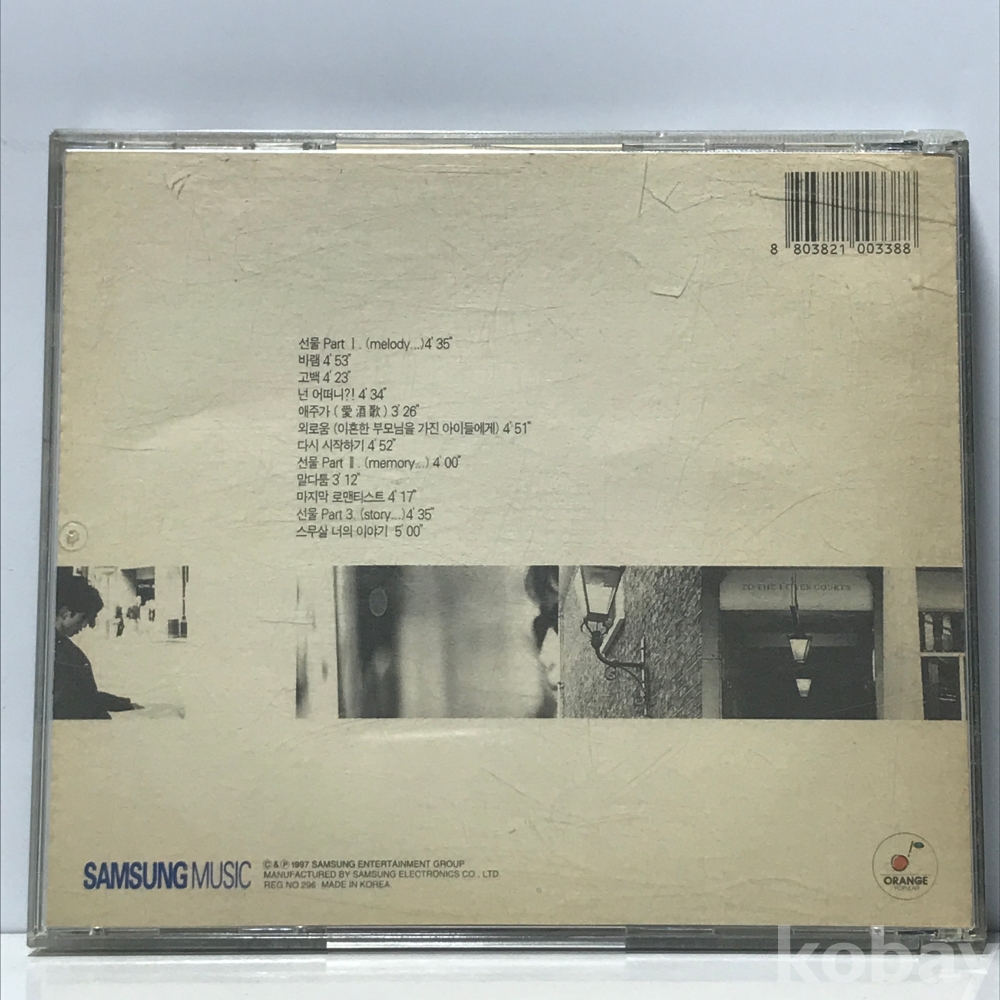 8 803821 003388
선물 Part Ⅰ. (melody....)4′35″
바램 4′53″
고백 4′23″
넌 어떠니?! 4′34″
애주가 ( 愛 酒 歌 ) 3′26″
외로움 (이혼한 부모님을 가진 아이들에게) 4′51″
다시 시작하기 4′52″
선물 Part Ⅱ. (memory....) 4′00″
말다툼 3′12″
마지막 로맨티스트 4′17″
선물 Part 3. (story....)4′35″
스무살 너의 이야기 5′00″
SAMSUNG MUSIC
© & ℗ 1997 SAMSUNG ENTERTAINMENT GROUP
MANUFACTURED BY SAMSUNG ELECTRONICS CO., LTD.
REG NO 296 MADE IN KOREA
ORANGE
POPULAR
kobay